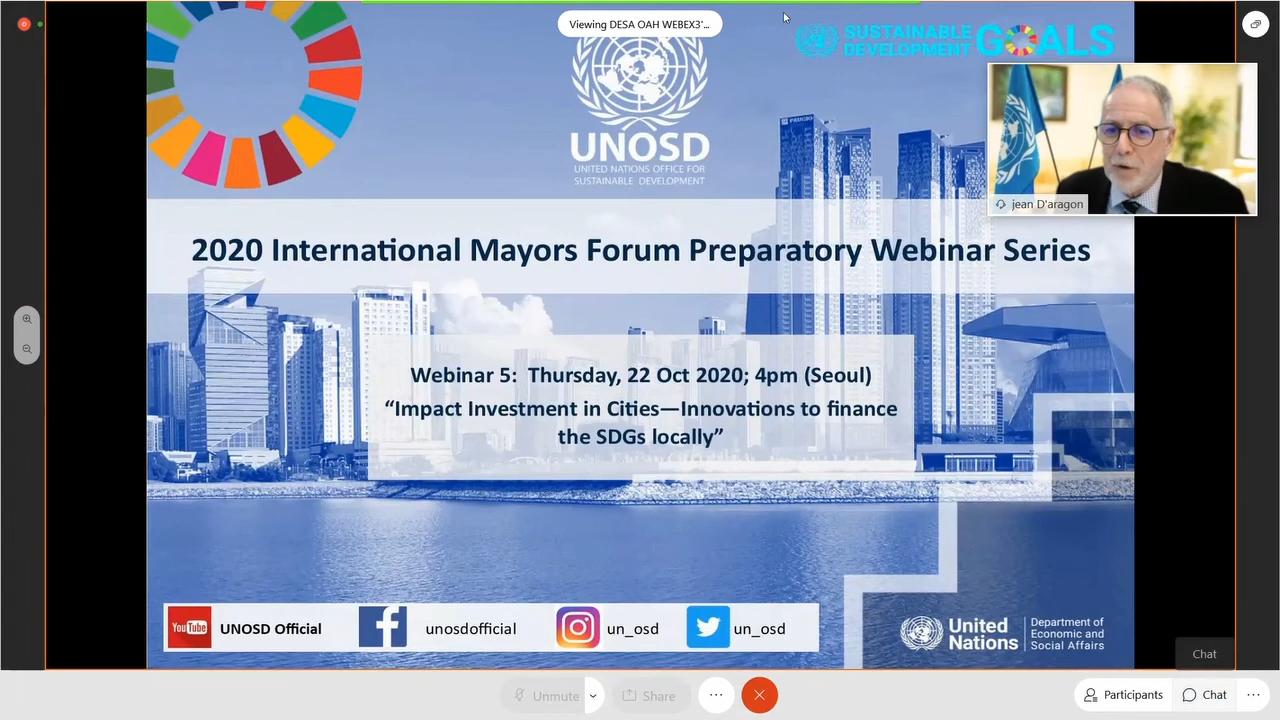 Viewing DESA OAH WEBEX3'...
SUSTAINABLE
DEVELOPMENT
GOALS
UNOSD
UNITED NATIONS OFFICE FOR
SUSTAINABLE DEVELOPMENT
PRUGIO
jean D'aragon
2020 International Mayors Forum Preparatory Webinar Series
Webinar 5: Thursday, 22 Oct 2020; 4pm (Seoul)
“Impact Investment in Cities—Innovations to finance
the SDGs locally”
YouTube
UNOSD Official
unosdofficial
un_osd
un_osd
United
Nations
Department of
Economic and
Social Affairs
Chat
Unmute
Share
Participants
Chat